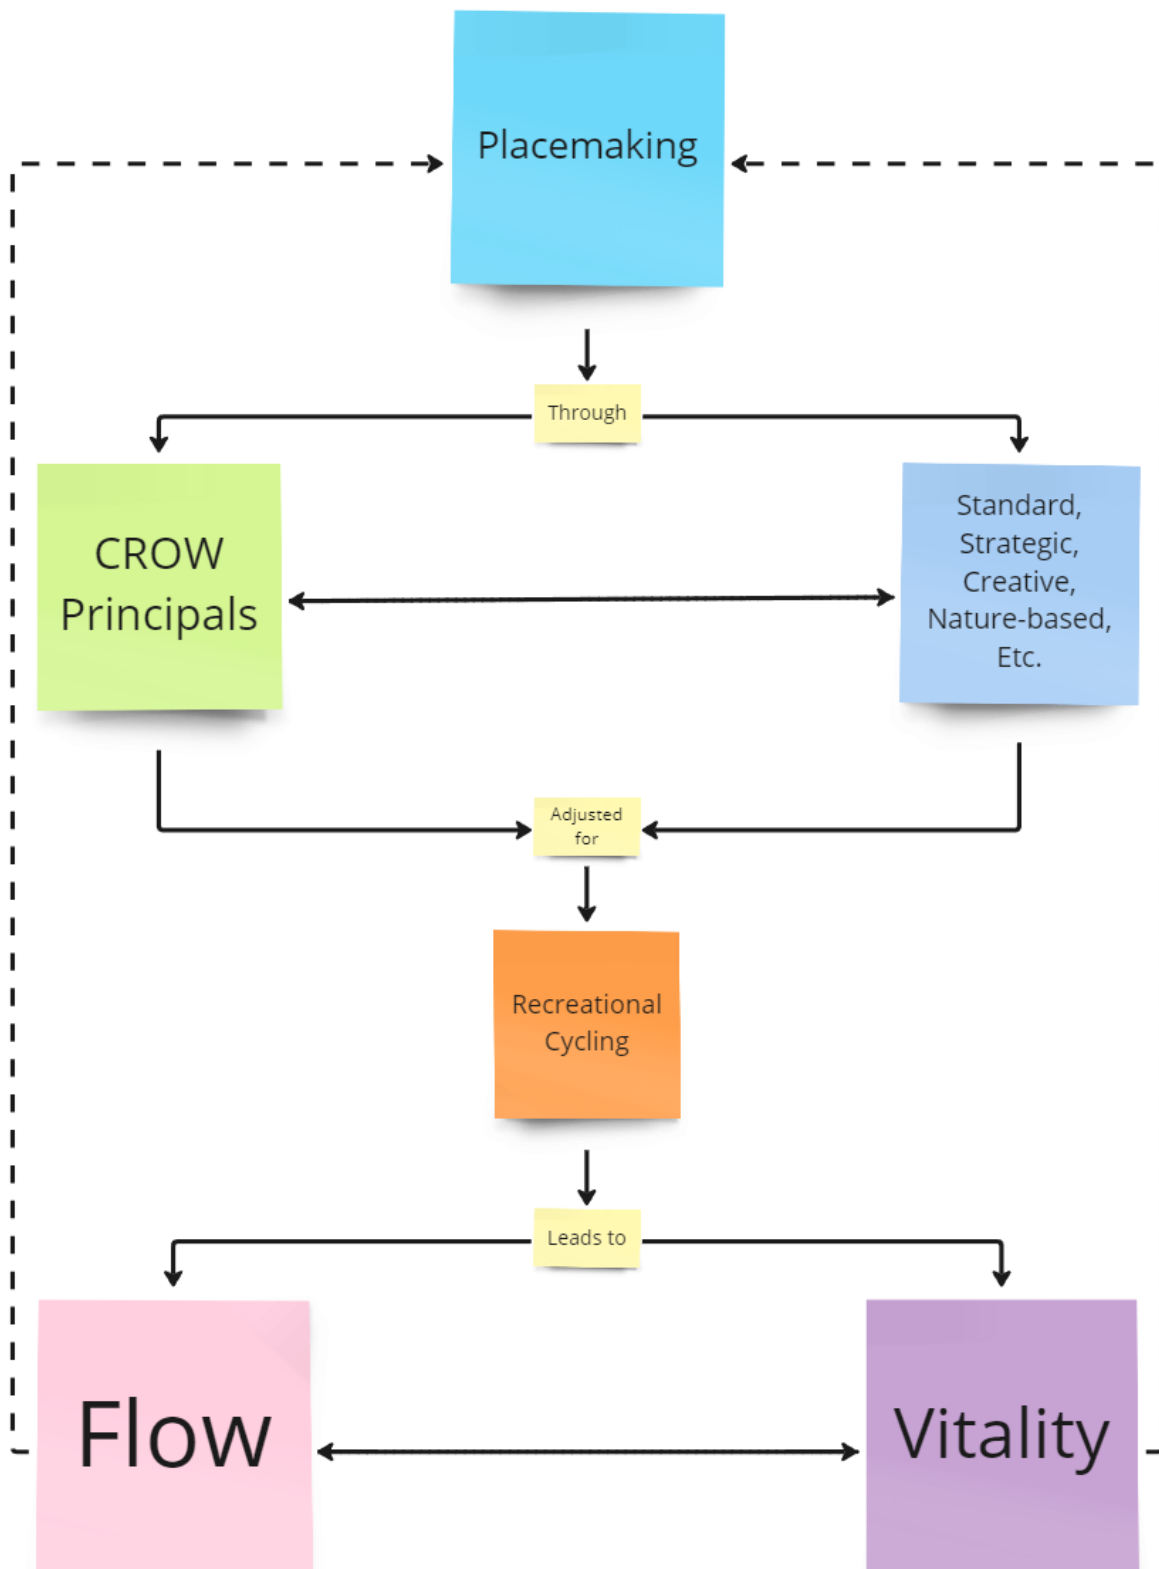 Placemaking
Through
CROW
Principals
Standard,
Strategic,
Creative,
Nature-based,
Etc.
Adjusted
for
Recreational
Cycling
Leads to
Flow
Vitality